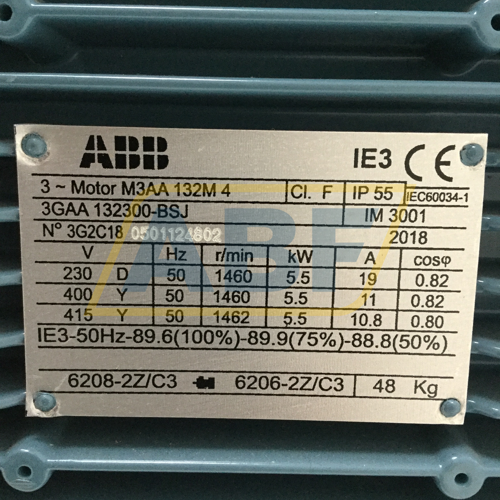 ABB IE3 CE
3 ~ Motor M3AA 132M 4 Cl. F IP 55 IEC60034-1
3GAA 132300-BSJ IM 3001
N° 3G2C18 0501124602 2018
V Hz r/min kW A cosφ
230 D 50 1460 5.5 19 0.82
400 Y 50 1460 5.5 11 0.82
415 Y 50 1462 5.5 10.8 0.80
IE3-50Hz-89.6(100%)-89.9(75%)-88.8(50%)
6208-2Z/C3 6206-2Z/C3 48 Kg
ABF